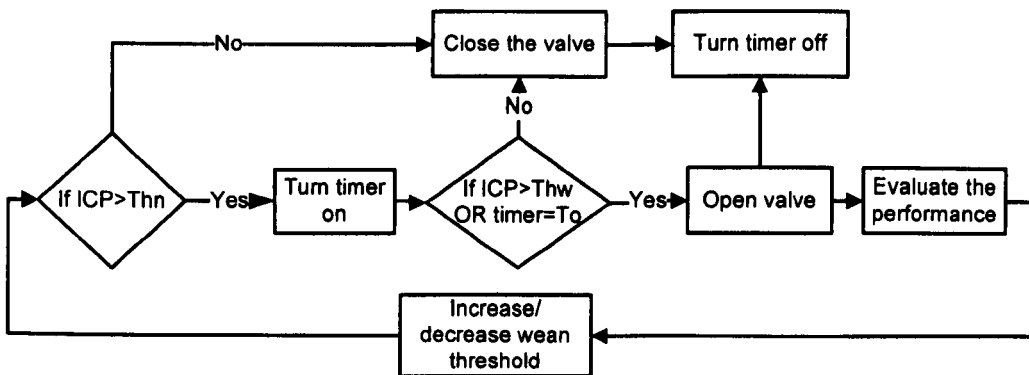 No
Close the valve
Turn timer off
No
If ICP>Thn
Yes
Turn timer
on
If ICP>Thw
OR timer=To
Yes
Open valve
Evaluate the
performance
Increase/
decrease wean
threshold